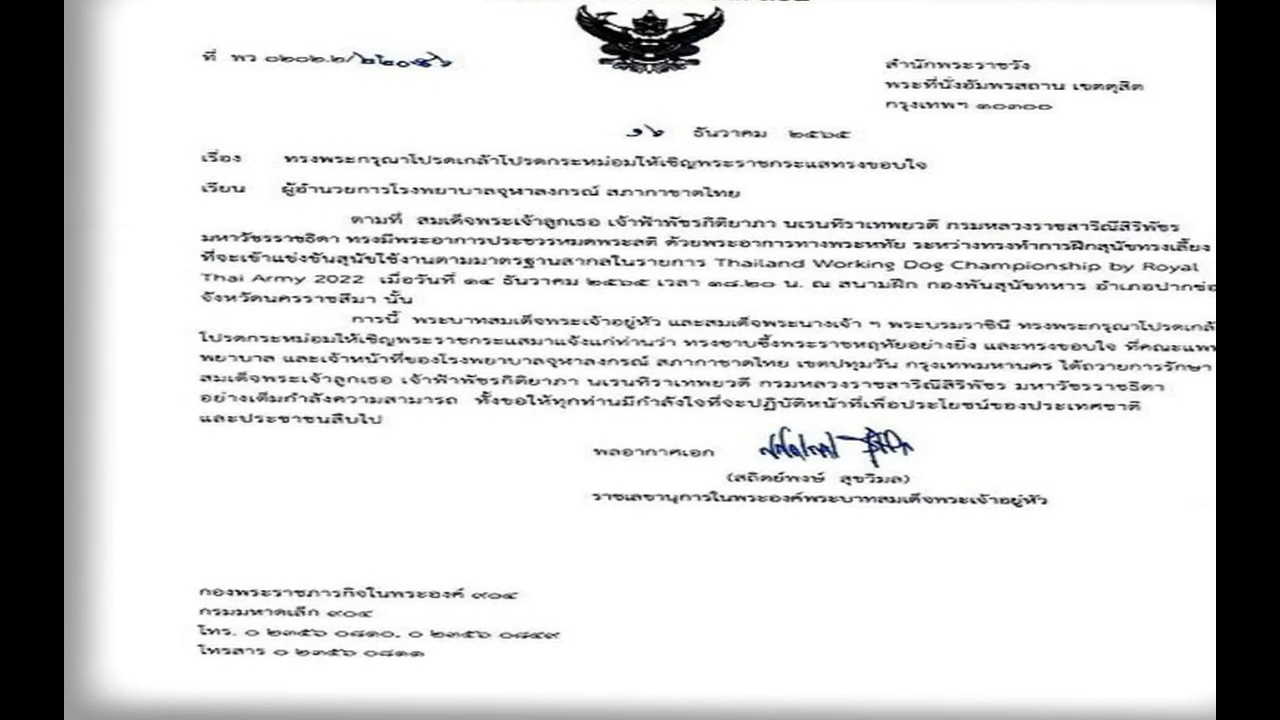 ที่ พว ๐๒๐๒.๒/
สำนักพระราชวัง
พระที่นั่งอัมพรสถาน เขตดุสิต
กรุงเทพฯ ๑๐๓๐๐
๑๖ ธันวาคม ๒๕๖๕
เรื่อง ทรงพระกรุณาโปรดเกล้าโปรดกระหม่อมให้เชิญพระราชกระแสทรงขอบใจ
เรียน ผู้อำนวยการโรงพยาบาลจุฬาลงกรณ์ สภากาชาดไทย
ตามที่ สมเด็จพระเจ้าลูกเธอ เจ้าฟ้าพัชรกิติยาภา นเรนทิราเทพยวดี กรมหลวงราชสาริณีสิริพัชร
มหาวัชรราชธิดา ทรงมีพระอาการประชวรหมดพระสติ ด้วยพระอาการทางพระหทัย ระหว่างทรงทำการฝึกสุนัขทรงเลี้ยง
ที่จะเข้าแข่งขันสุนัขใช้งานตามมาตรฐานสากลในรายการ Thailand Working Dog Championship by Royal
Thai Army 2022 เมื่อวันที่ ๑๔ ธันวาคม ๒๕๖๕ เวลา ๑๘.๒๐ น. ณ สนามฝึก กองพันสุนัขทหาร อำเภอปากช่อ
จังหวัดนครราชสีมา นั้น
การนี้ พระบาทสมเด็จพระเจ้าอยู่หัว และสมเด็จพระนางเจ้า ฯ พระบรมราชินี ทรงพระกรุณาโปรดเกล้
โปรดกระหม่อมให้เชิญพระราชกระแสมาแจ้งแก่ท่านว่า ทรงซาบซึ้งพระราชหฤทัยอย่างยิ่ง และทรงขอบใจ ที่คณะแพท
พยาบาล และเจ้าหน้าที่ของโรงพยาบาลจุฬาลงกรณ์ สภากาชาดไทย เขตปทุมวัน กรุงเทพมหานคร ได้ถวายการรักษา
สมเด็จพระเจ้าลูกเธอ เจ้าฟ้าพัชรกิติยาภา นเรนทิราเทพยวดี กรมหลวงราชสาริณีสิริพัชร มหาวัชรราชธิดา
อย่างเต็มกำลังความสามารถ ทั้งขอให้ทุกท่านมีกำลังใจที่จะปฏิบัติหน้าที่เพื่อประโยชน์ของประเทศชาติ
และประชาชนสืบไป
พลอากาศเอก
(สถิตย์พงษ์ สุขวิมล)
ราชเลขานุการในพระองค์พระบาทสมเด็จพระเจ้าอยู่หัว
กองพระราชภารกิจในพระองค์ ๙๐๔
กรมมหาดเล็ก ๙๐๔
โทร. ๐ ๒๓๕๖ ๐๘๑๐, ๐ ๒๓๕๖ ๐๘๔๙
โทรสาร ๐ ๒๓๕๖ ๐๘๑๑